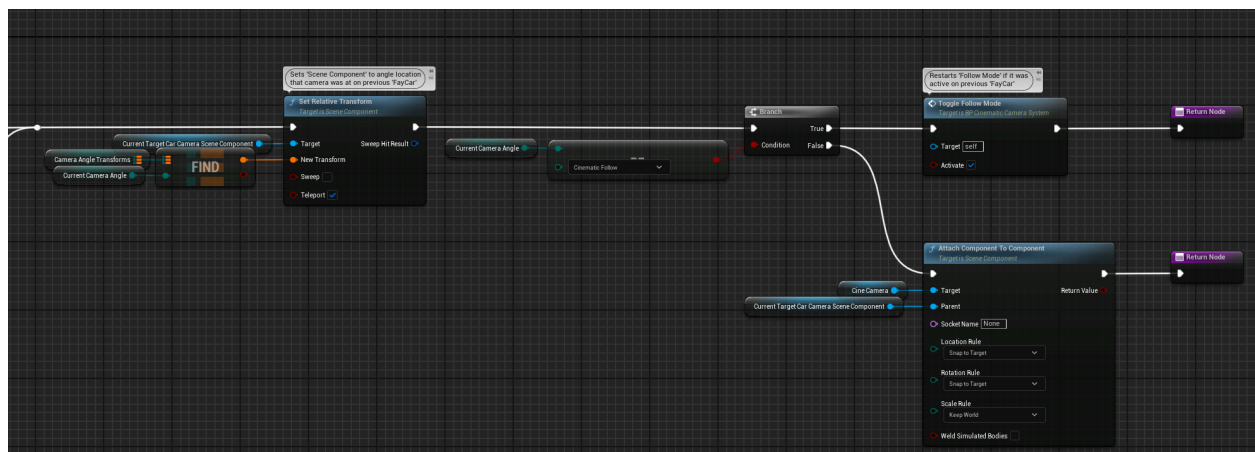 Sets 'Scene Component' to angle location
that camera was at on previous 'FayCar'
Set Relative Transform
Target is Scene Component
Target
Sweep Hit Result
New Transform
Sweep
Teleport
Current Target Car Camera Scene Component
Camera Angle Transforms
Current Camera Angle
FIND
Current Camera Angle
==
Cinematic Follow
Branch
True
Condition
False
Restarts 'Follow Mode' if it was
active on previous 'FayCar'
Toggle Follow Mode
Target is BP Cinematic Camera System
Target
self
Activate
Return Node
Attach Component To Component
Target is Scene Component
Cine Camera
Target
Return Value
Current Target Car Camera Scene Component
Parent
Socket Name
None
Location Rule
Snap to Target
Rotation Rule
Snap to Target
Scale Rule
Keep World
Weld Simulated Bodies
Return Node